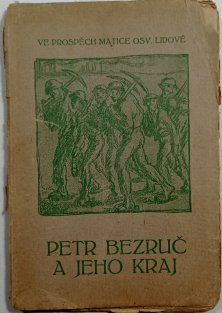 VE PROSPĚCH MATICE OSV. LIDOVÉ
PETR BEZRUČ
A JEHO KRAJ